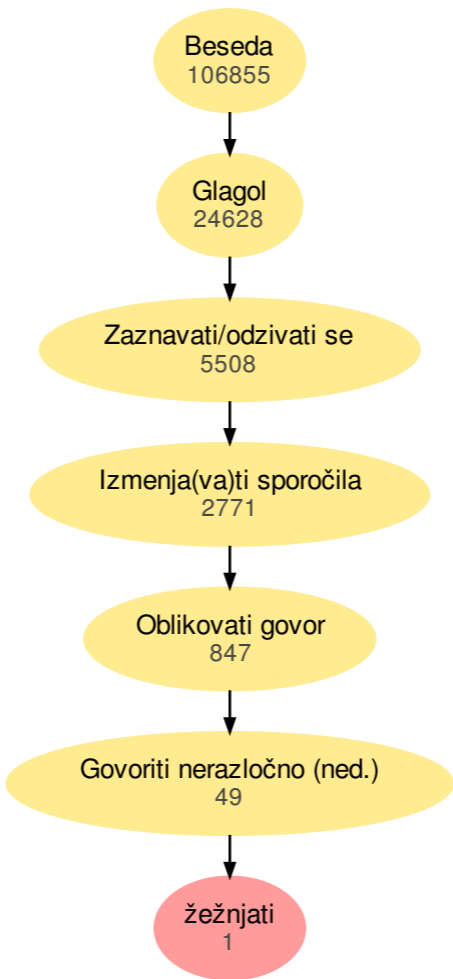 Beseda
106855
Glagol
24628
Zaznavati/odzivati se
5508
Izmenja(va)ti sporočila
2771
Oblikovati govor
847
Govoriti nerazločno (ned.)
49
žežnjati
1